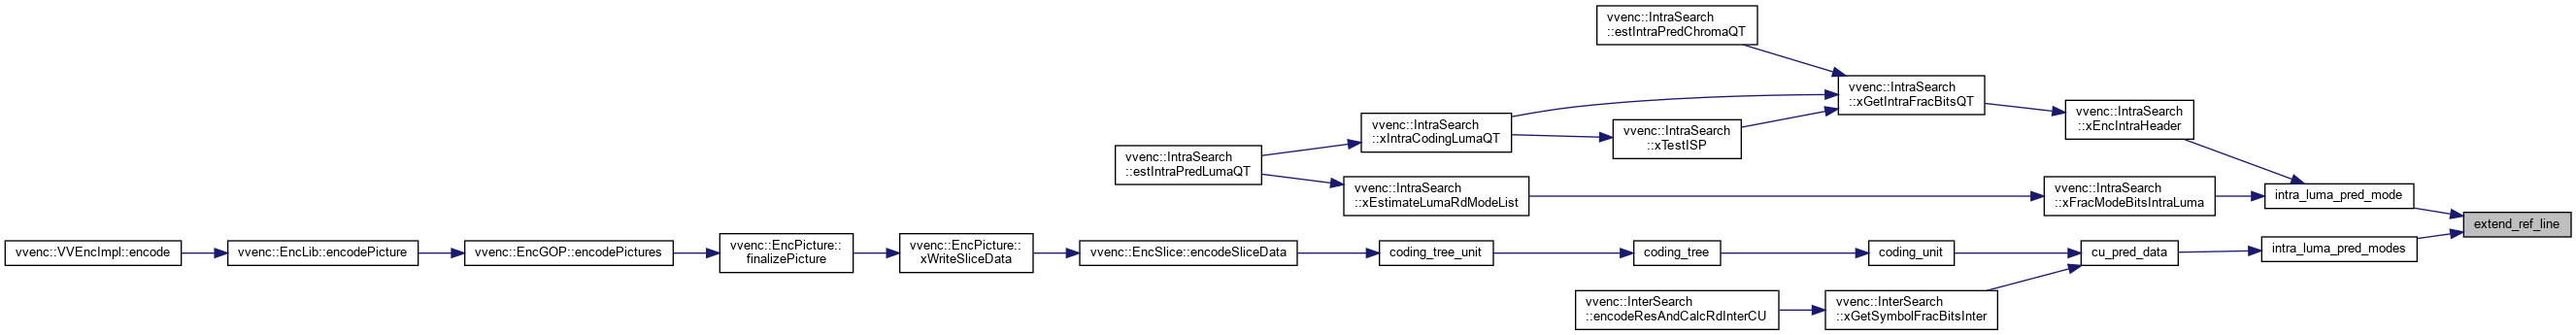 vvenc::IntraSearch
::estIntraPredChromaQT
vvenc::IntraSearch
::xGetIntraFracBitsQT
vvenc::IntraSearch
::xEncIntraHeader
vvenc::IntraSearch
::xIntraCodingLumaQT
vvenc::IntraSearch
::xTestISP
vvenc::IntraSearch
::estIntraPredLumaQT
vvenc::IntraSearch
::xEstimateLumaRdModeList
vvenc::IntraSearch
::xFracModeBitsIntraLuma
intra_luma_pred_mode
extend_ref_line
vvenc::VVEncImpl::encode
vvenc::EncLib::encodePicture
vvenc::EncGOP::encodePictures
vvenc::EncPicture::
finalizePicture
vvenc::EncPicture::
xWriteSliceData
vvenc::EncSlice::encodeSliceData
coding_tree_unit
coding_tree
coding_unit
cu_pred_data
intra_luma_pred_modes
vvenc::InterSearch
::encodeResAndCalcRdInterCU
vvenc::InterSearch
::xGetSymbolFracBitsInter